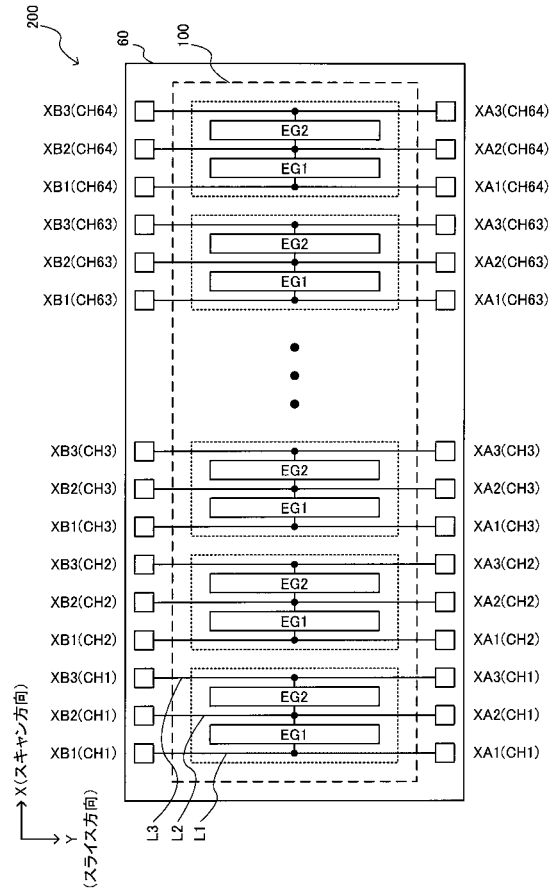 200
60
100
XB3(CH64)
XA3(CH64)
EG2
XB2(CH64)
XA2(CH64)
EG1
XB1(CH64)
XA1(CH64)
XB3(CH63)
XA3(CH63)
EG2
XB2(CH63)
XA2(CH63)
EG1
XB1(CH63)
XA1(CH63)
XB3(CH3)
XA3(CH3)
EG2
XB2(CH3)
XA2(CH3)
EG1
XB1(CH3)
XA1(CH3)
XB3(CH2)
XA3(CH2)
EG2
XB2(CH2)
XA2(CH2)
EG1
XB1(CH2)
XA1(CH2)
XB3(CH1)
XA3(CH1)
EG2
XB2(CH1)
XA2(CH1)
EG1
XB1(CH1)
XA1(CH1)
X(スキャン方向)
Y
(スライス方向)
L3
L2
L1